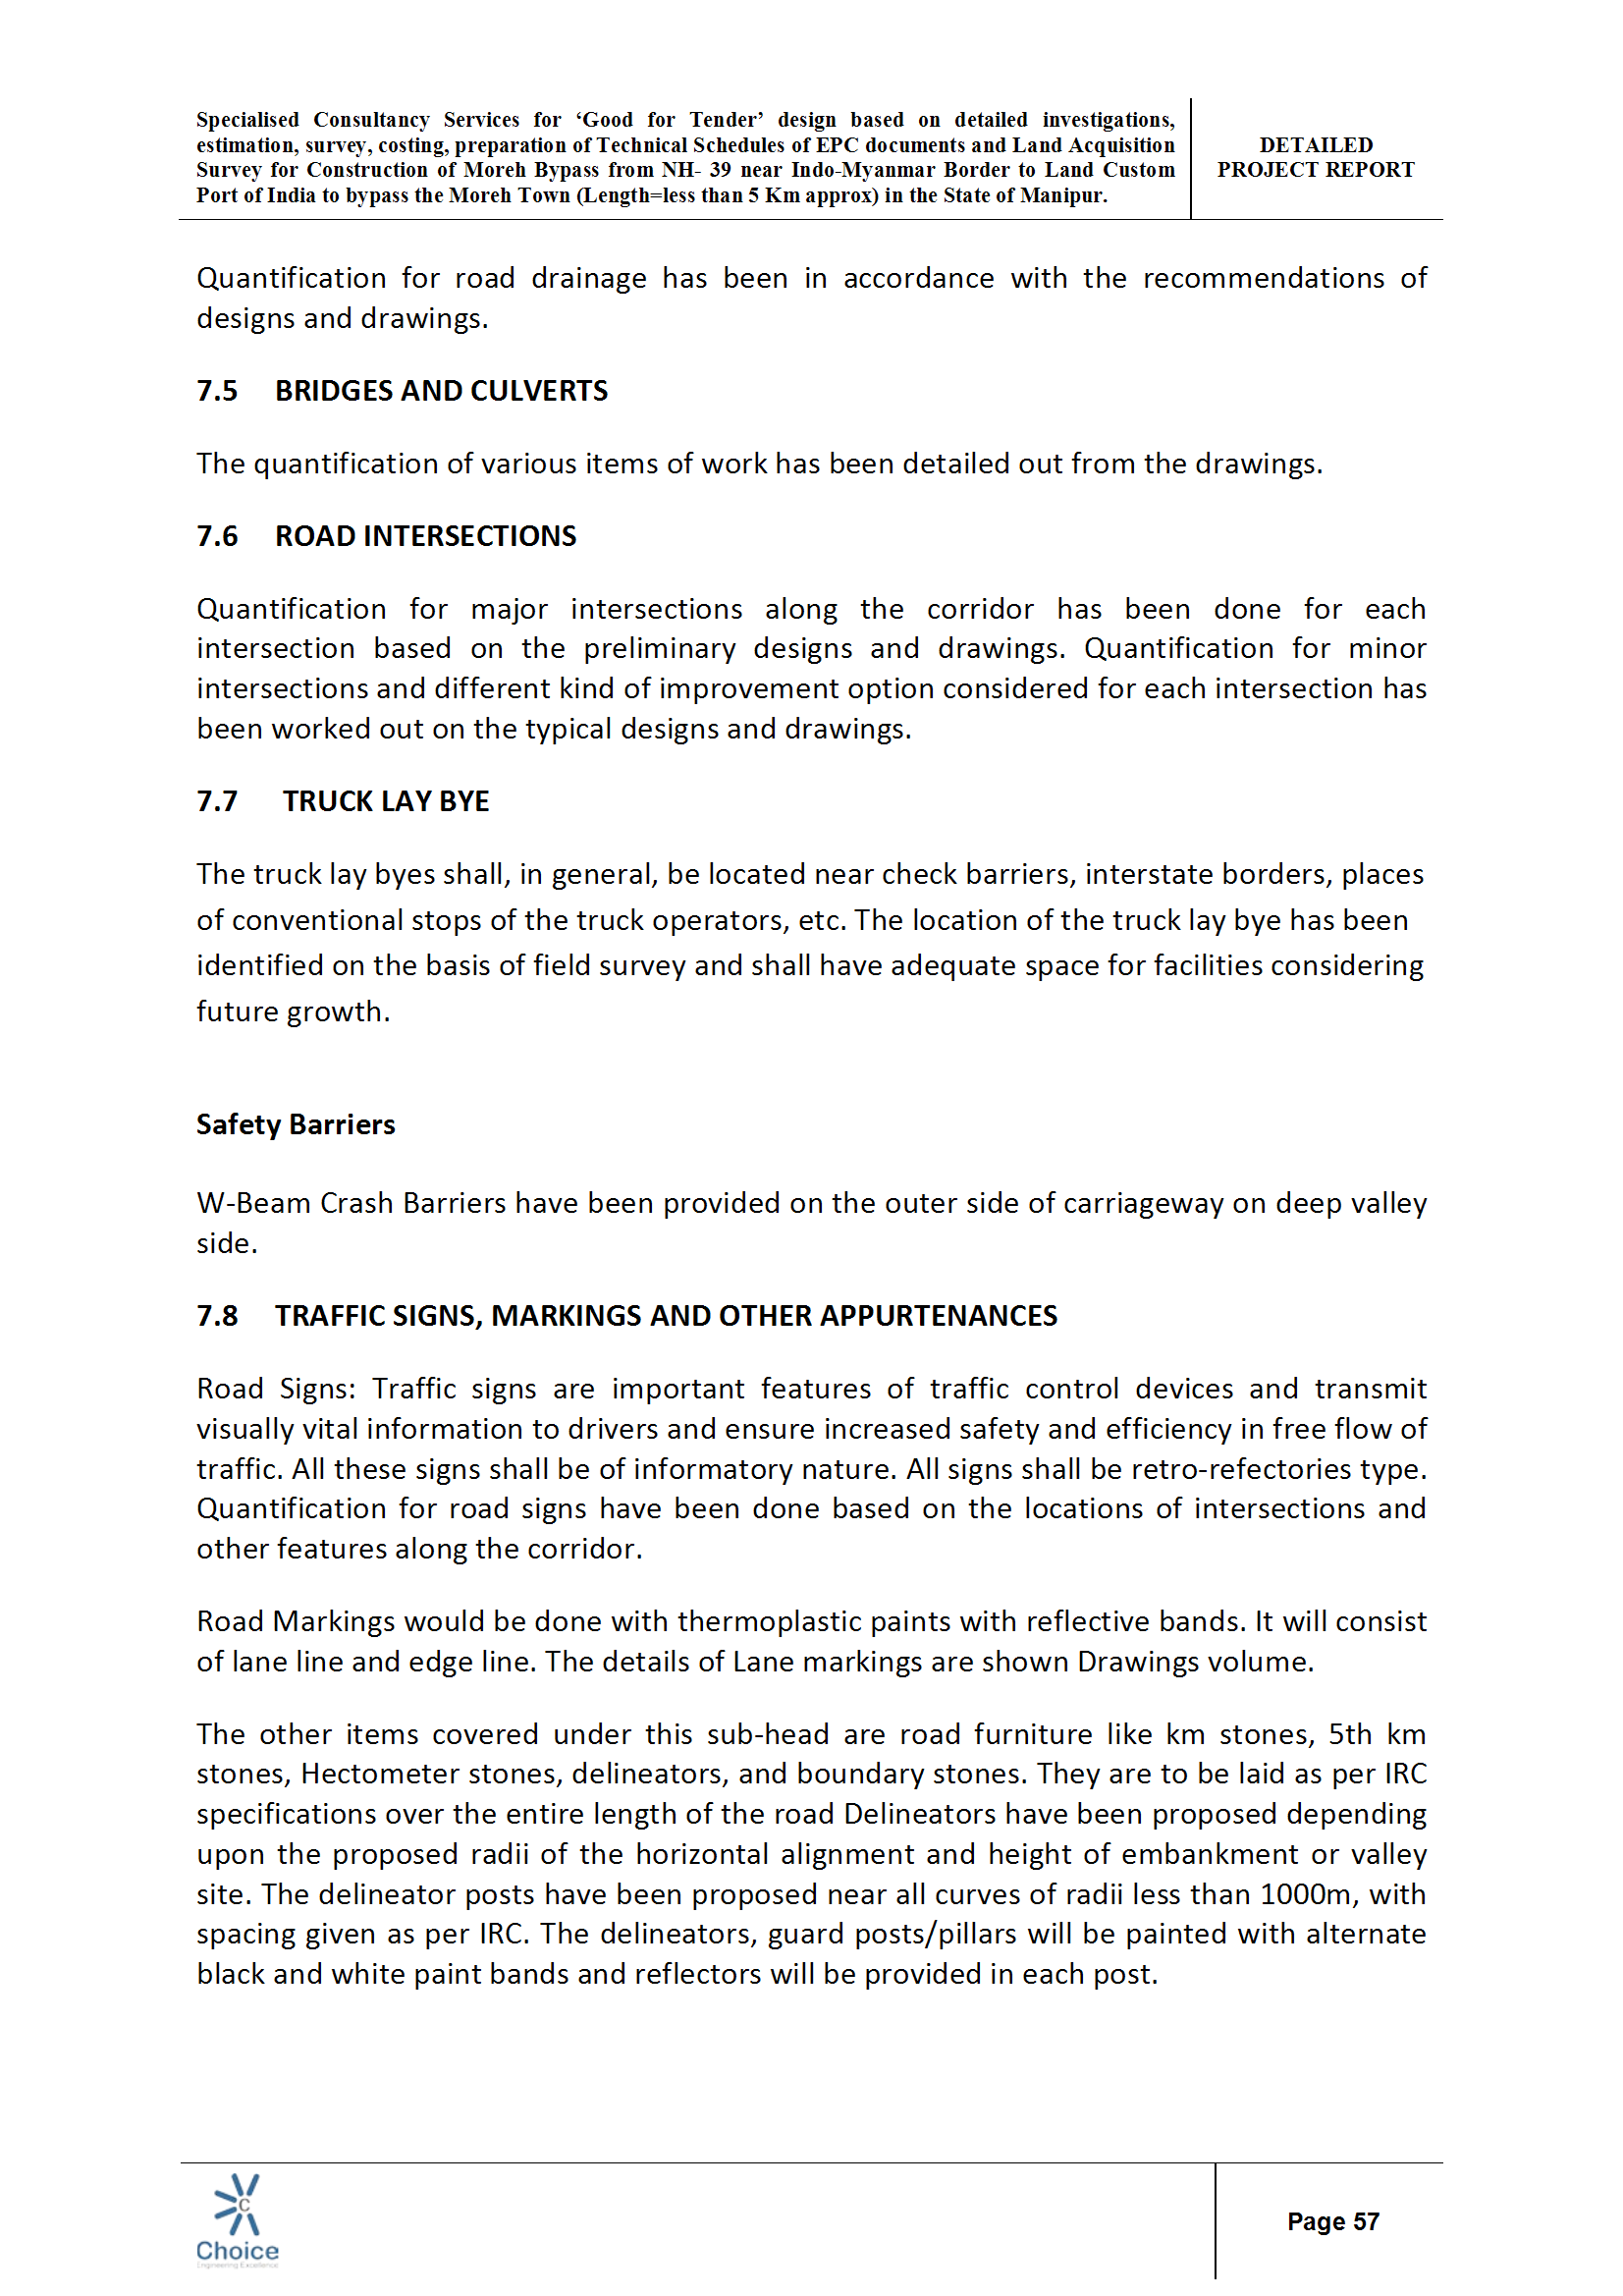 Specialised Consultancy Services for ‘Good for Tender’ design based on detailed investigations,
estimation, survey, costing, preparation of Technical Schedules of EPC documents and Land Acquisition
Survey for Construction of Moreh Bypass from NH- 39 near Indo-Myanmar Border to Land Custom
Port of India to bypass the Moreh Town (Length=less than 5 Km approx) in the State of Manipur.
DETAILED
PROJECT REPORT
Quantification for road drainage has been in accordance with the recommendations of
designs and drawings.
7.5 BRIDGES AND CULVERTS
The quantification of various items of work has been detailed out from the drawings.
7.6 ROAD INTERSECTIONS
Quantification for major intersections along the corridor has been done for each
intersection based on the preliminary designs and drawings. Quantification for minor
intersections and different kind of improvement option considered for each intersection has
been worked out on the typical designs and drawings.
7.7 TRUCK LAY BYE
The truck lay byes shall, in general, be located near check barriers, interstate borders, places
of conventional stops of the truck operators, etc. The location of the truck lay bye has been
identified on the basis of field survey and shall have adequate space for facilities considering
future growth.
Safety Barriers
W-Beam Crash Barriers have been provided on the outer side of carriageway on deep valley
side.
7.8 TRAFFIC SIGNS, MARKINGS AND OTHER APPURTENANCES
Road Signs: Traffic signs are important features of traffic control devices and transmit
visually vital information to drivers and ensure increased safety and efficiency in free flow of
traffic. All these signs shall be of informatory nature. All signs shall be retro-refectories type.
Quantification for road signs have been done based on the locations of intersections and
other features along the corridor.
Road Markings would be done with thermoplastic paints with reflective bands. It will consist
of lane line and edge line. The details of Lane markings are shown Drawings volume.
The other items covered under this sub-head are road furniture like km stones, 5th km
stones, Hectometer stones, delineators, and boundary stones. They are to be laid as per IRC
specifications over the entire length of the road Delineators have been proposed depending
upon the proposed radii of the horizontal alignment and height of embankment or valley
site. The delineator posts have been proposed near all curves of radii less than 1000m, with
spacing given as per IRC. The delineators, guard posts/pillars will be painted with alternate
black and white paint bands and reflectors will be provided in each post.
C
Choice
Engineering Excellence
Page 57